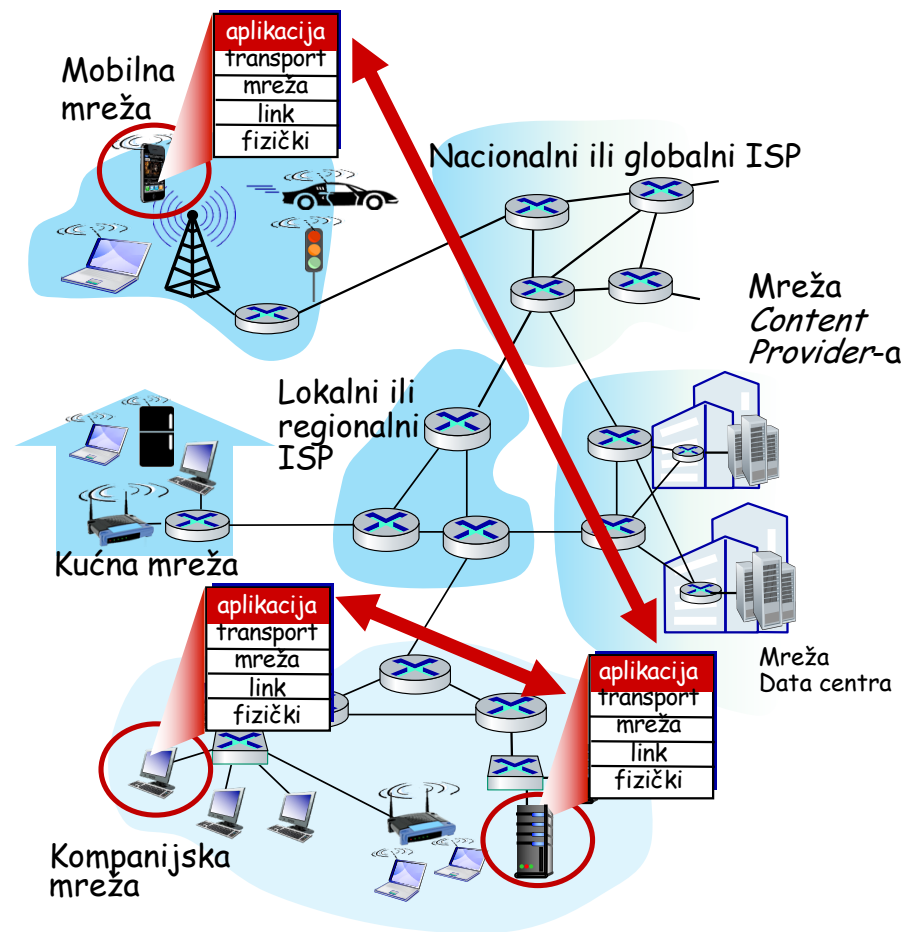 aplikacija
transport
mreža
link
fizički
Mobilna
mreža
Nacionalni ili globalni ISP
Mreža
Content
Provider-a
Lokalni ili
regionalni
ISP
Kućna mreža
aplikacija
transport
mreža
link
fizički
Mreža
Data centra
aplikacija
transport
mreža
link
fizički
Kompanijska
mreža